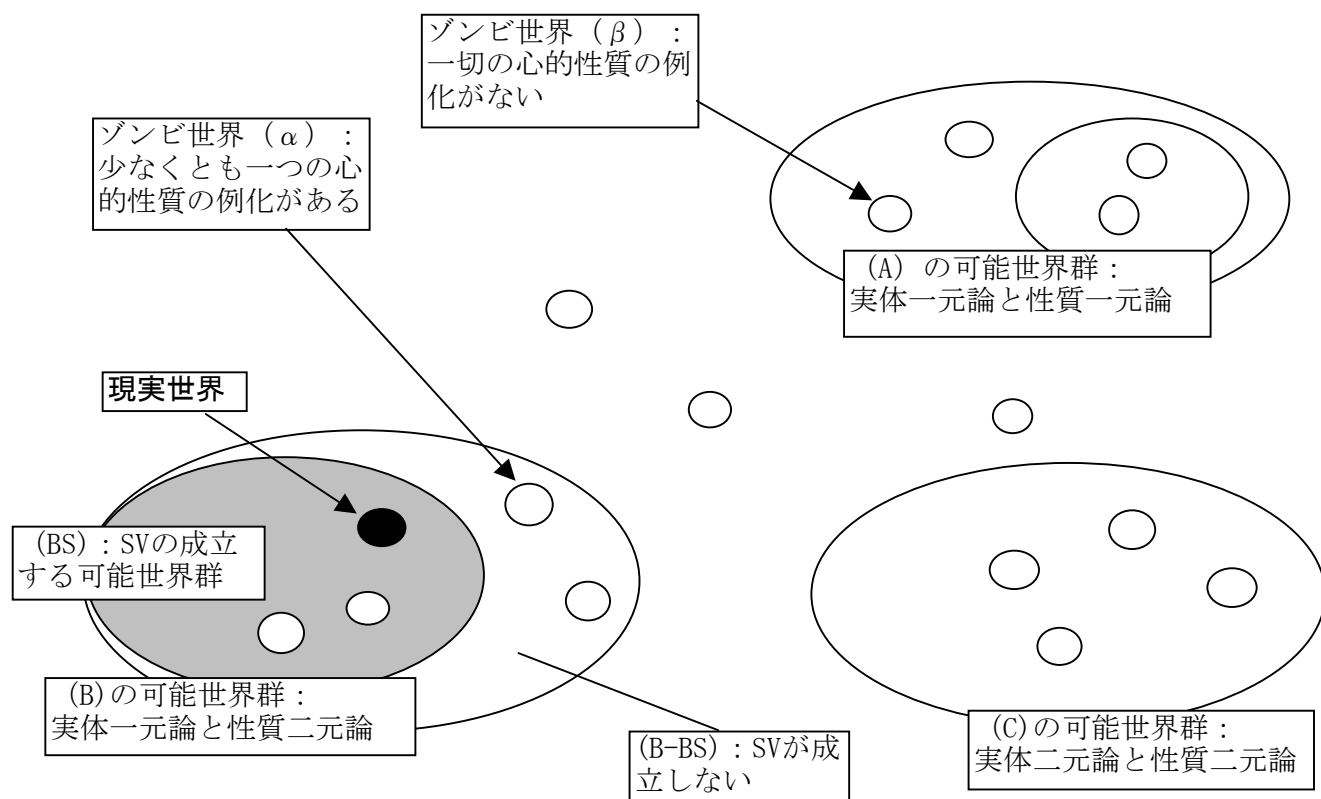 ゾンビ世界(β):
一切の心的性質の例
化がない
ゾンビ世界(α):
少なくとも一つの心
的性質の例化がある
(A) の可能世界群:
実体一元論と性質一元論
現実世界
(BS):SVの成立
する可能世界群
(B)の可能世界群:
実体一元論と性質二元論
(B-BS):SVが成
立しない
(C)の可能世界群:
実体二元論と性質二元論